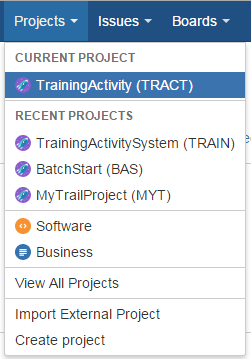 Projects Issues Boards
CURRENT PROJECT
TrainingActivity (TRACT)
RECENT PROJECTS
TrainingActivitySystem (TRAIN)
BatchStart (BAS)
MyTrailProject (MYT)
Software
Business
View All Projects
Import External Project
Create project